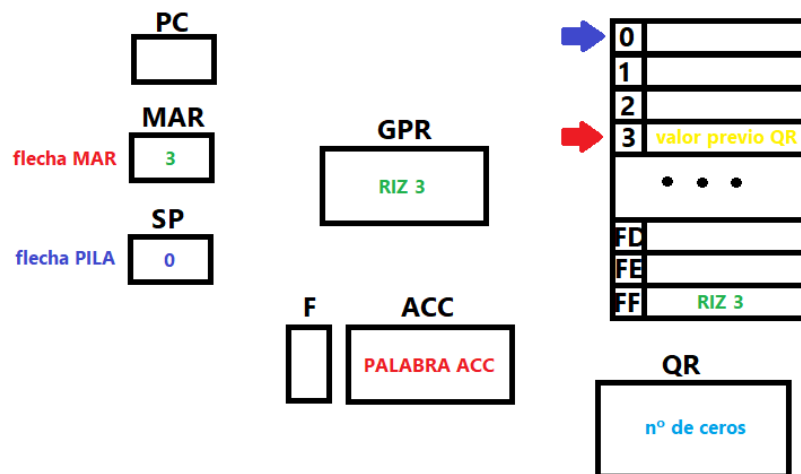 PC
0
1
2
MAR
GPR
3 valor previo QR
flecha MAR 3
RIZ 3
SP
FD
flecha PILA 0
FE
F ACC
FF RIZ 3
PALABRA ACC
QR
nº de ceros